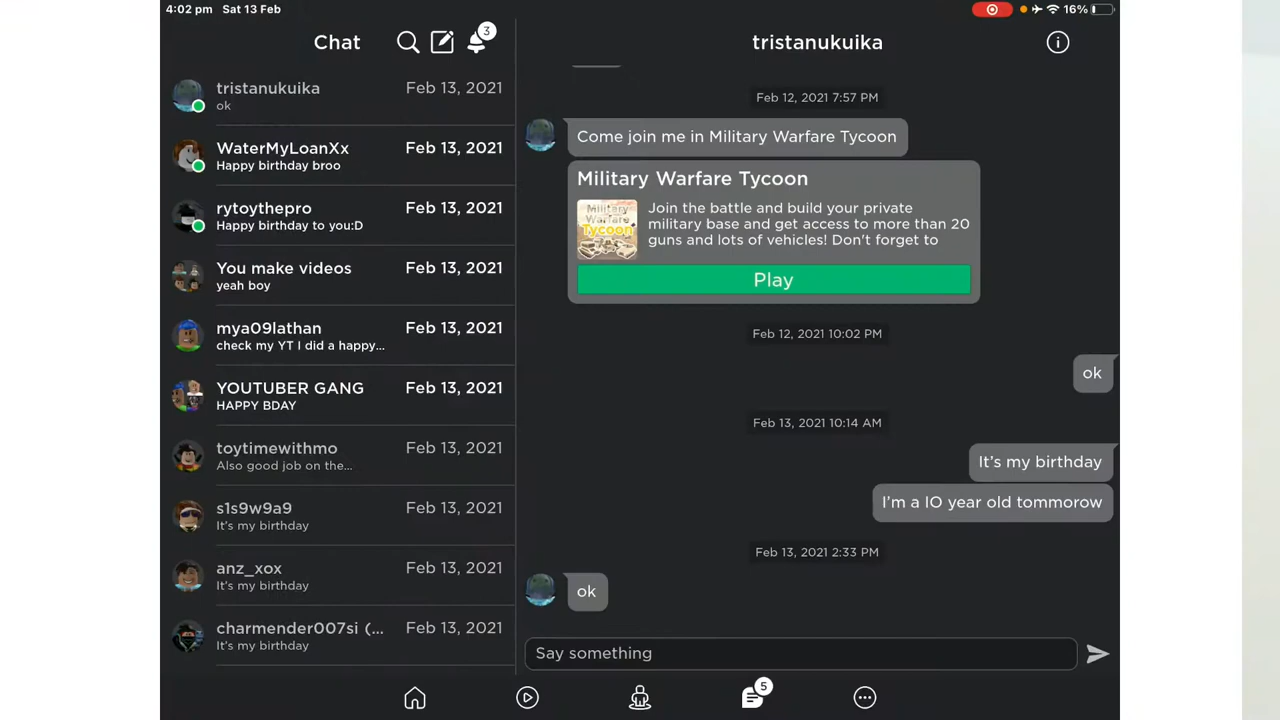 4:02 pm Sat 13 Feb
16%
Chat
3
tristanukuika
Feb 13, 2021
ok
WaterMyLoanXx
Feb 13, 2021
Happy birthday broo
rytoythepro
Feb 13, 2021
Happy birthday to you:D
You make videos
Feb 13, 2021
yeah boy
mya09lathan
Feb 13, 2021
check my YT I did a happy...
YOUTUBER GANG
Feb 13, 2021
HAPPY BDAY
toytimewithmo
Feb 13, 2021
Also good job on the...
s1s9w9a9
Feb 13, 2021
It's my birthday
anz_xox
Feb 13, 2021
It's my birthday
charmender007si (...
Feb 13, 2021
It's my birthday
tristanukuika
Feb 12, 2021 7:57 PM
Come join me in Military Warfare Tycoon
Military Warfare Tycoon
Military
Warfare
Tycoon
Join the battle and build your private
military base and get access to more than 20
guns and lots of vehicles! Don't forget to
Play
Feb 12, 2021 10:02 PM
ok
Feb 13, 2021 10:14 AM
It's my birthday
I'm a IO year old tommorow
Feb 13, 2021 2:33 PM
ok
Say something
5